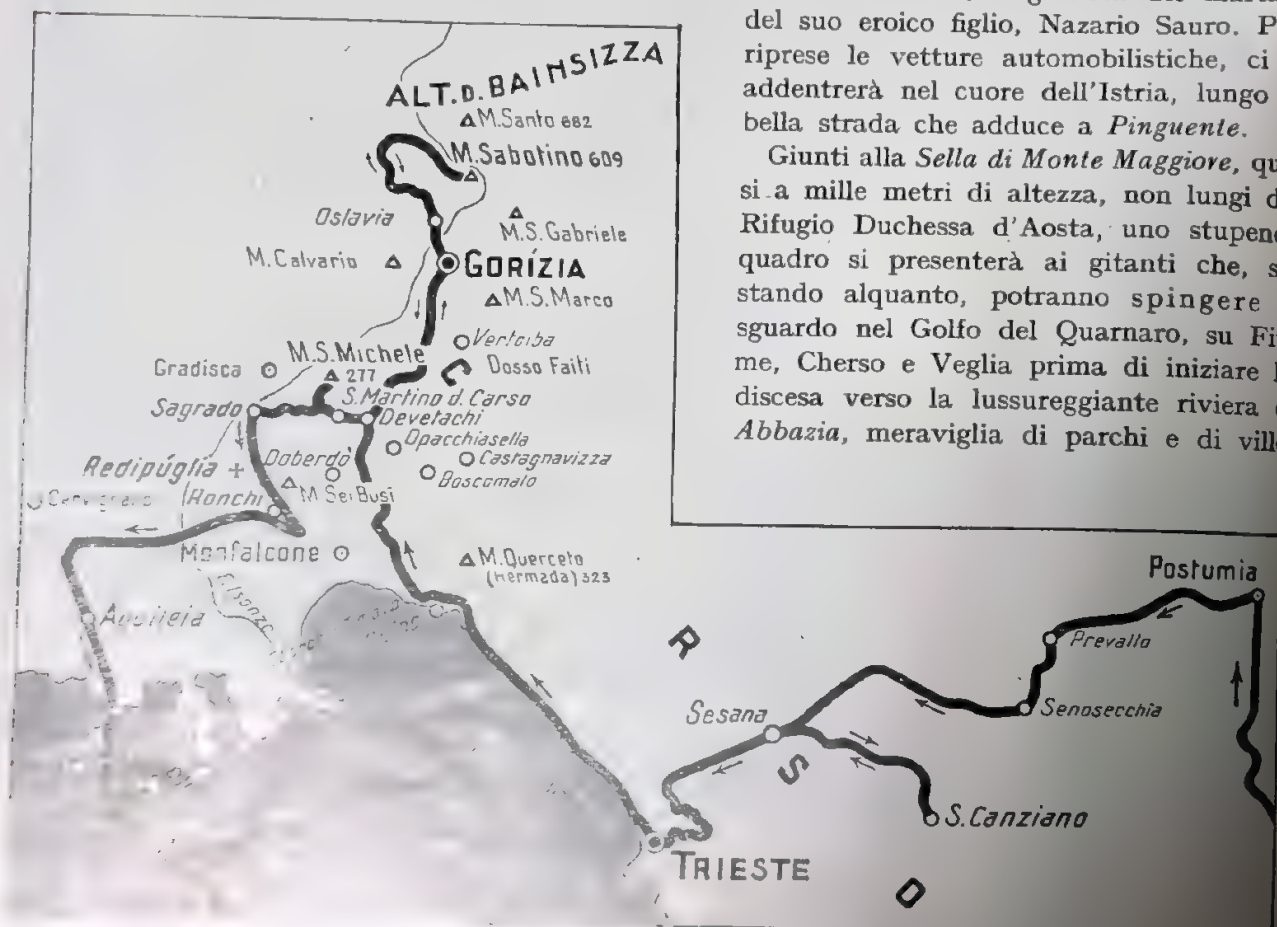 del suo eroico figlio, Nazario Sauro. P
riprese le vetture automobilistiche, ci
addentrerà nel cuore dell'Istria, lungo
bella strada che adduce a Pinguente.
Giunti alla Sella di Monte Maggiore, qu
si a mille metri di altezza, non lungi d
Rifugio Duchessa d'Aosta, uno stupen
quadro si presenterà ai gitanti che, s
stando alquanto, potranno spingere
sguardo nel Golfo del Quarnaro, su Fi
me, Cherso e Veglia prima di iniziare l
discesa verso la lussureggiante riviera
Abbazia, meraviglia di parchi e di vill
ALT. D. BAINSIZZA
M. Santo 682
M. Sabotino 609
Oslavia
M. S. Gabriele
M. Calvario
GORÍZIA
M. S. Marco
Vertoiba
M. S. Michele
277
Dosso Faiti
Gradisca
S. Martino d. Carso
Sagrado
Devetachi
Opacchiasella
Castagnavizza
Redipúglia
Doberdò
Boscomalo
M. Sei Busi
Ronchi
Monfalcone
M. Querceto
(Hermada) 323
F. Isonzo
Aquileia
Postumia
Prevallo
R
Sesana
Senosecchia
S
S. Canziano
TRIESTE
O